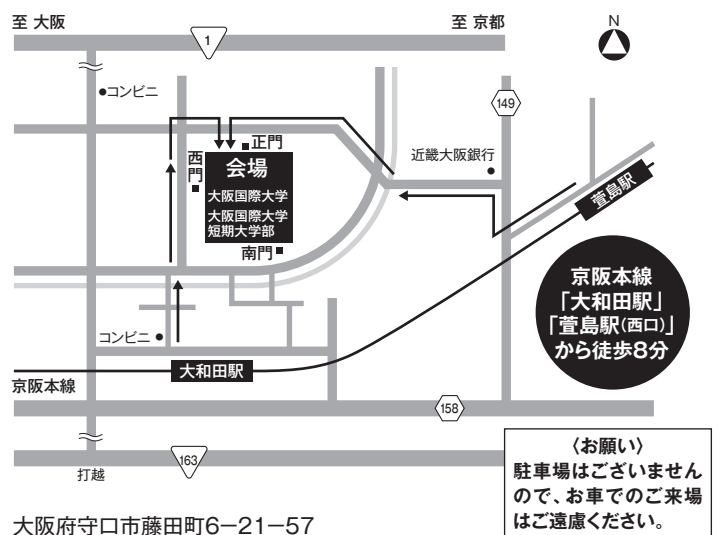 至 大阪
至 京都
N
1
コンビニ
149
正門
近畿大阪銀行
西門
会場
大阪国際大学
大阪国際大学
短期大学部
萱島駅
南門
京阪本線
「大和田駅」
「萱島駅(西口)」
から徒歩8分
コンビニ
大和田駅
京阪本線
158
〈お願い〉
駐車場はございません
ので、お車でのご来場
はご遠慮ください。
163
打越
大阪府守口市藤田町6−21−57